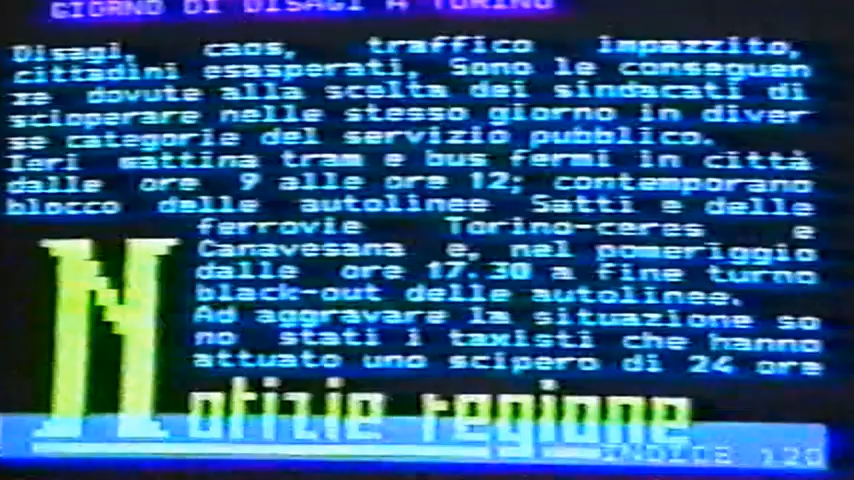 GIORNO DI DISAGI A TORINO
Disagi, caos, traffico impazzito,
cittadini esasperati, Sono le conseguen
ze dovute alla scelta dei sindacati di
scioperare nelle stesso giorno in diver
se categorie del servizio pubblico.
Ieri mattina tram e bus fermi in città
dalle ore 9 alle ore 12; contemporano
blocco delle autolinee Satti e delle
ferrovie Torino-ceres e
Canavesana e, nel pomeriggio
dalle ore 17.30 a fine turno
black-out delle autolinee.
Ad aggravare la situazione so
no stati i taxisti che hanno
attuato uno scipero di 24 ore
Notizie regione
INDICE 120